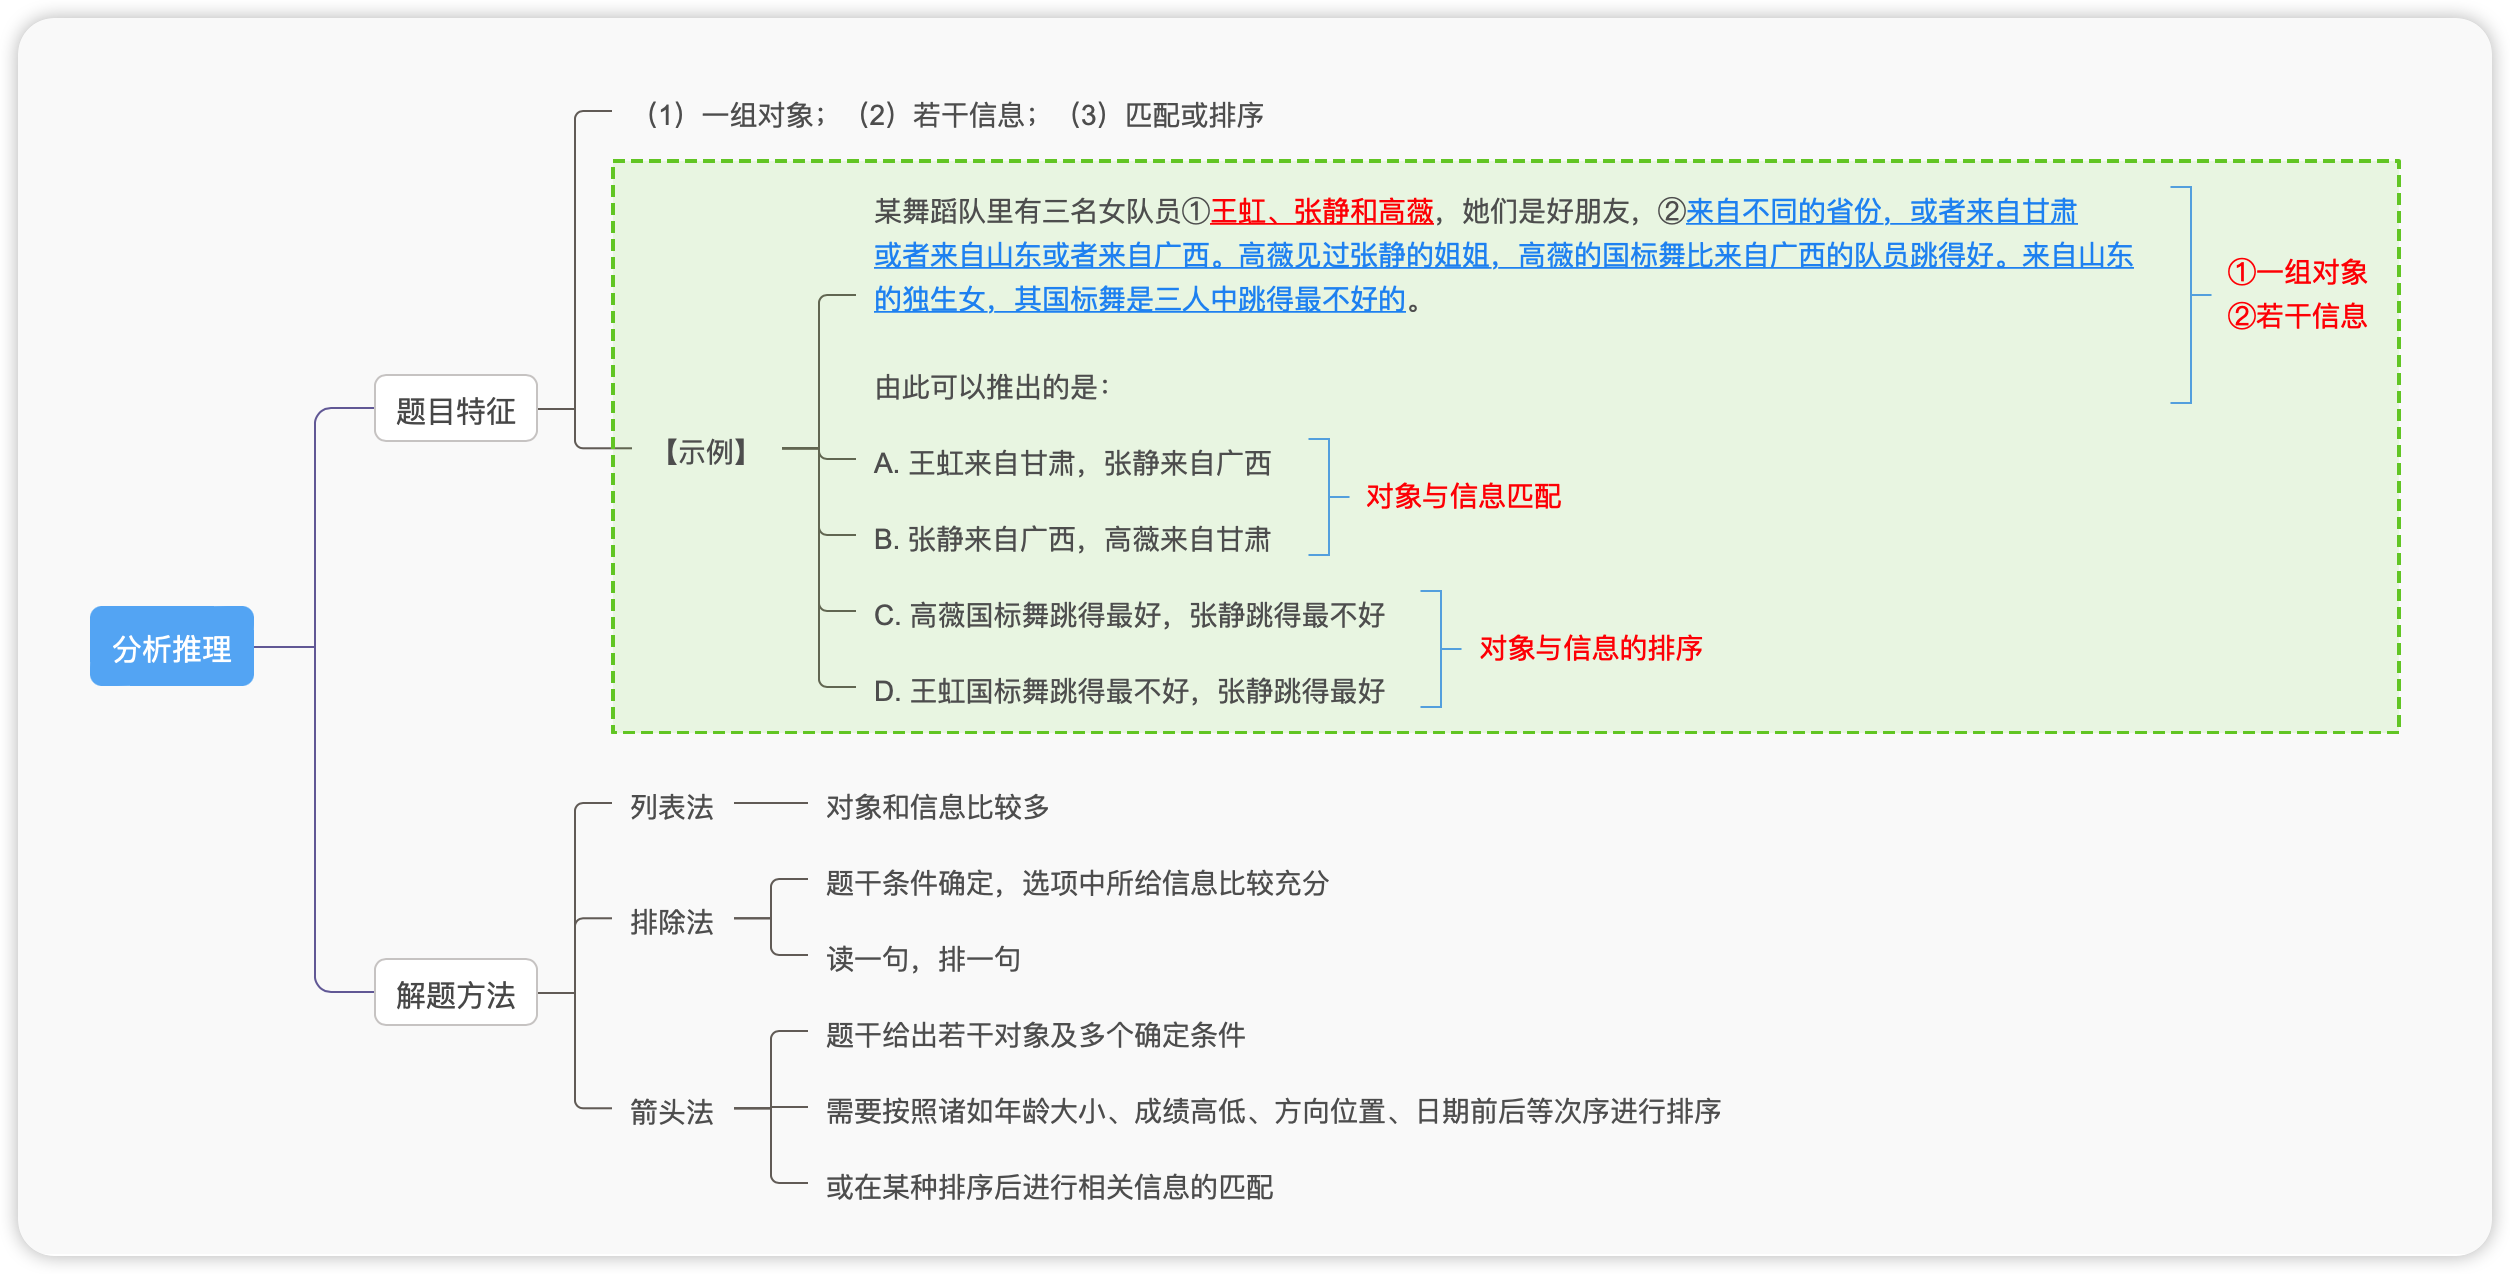 分析推理
题目特征
（1）一组对象；（2）若干信息；（3）匹配或排序
【示例】
某舞蹈队里有三名女队员①王虹、张静和高薇，她们是好朋友，②来自不同的省份，或者来自甘肃
或者来自山东或者来自广西。高薇见过张静的姐姐，高薇的国标舞比来自广西的队员跳得好。来自山东
的独生女，其国标舞是三人中跳得最不好的。
由此可以推出的是：
①一组对象
②若干信息
A. 王虹来自甘肃，张静来自广西
B. 张静来自广西，高薇来自甘肃
对象与信息匹配
C. 高薇国标舞跳得最好，张静跳得最不好
D. 王虹国标舞跳得最不好，张静跳得最好
对象与信息的排序
解题方法
列表法
对象和信息比较多
排除法
题干条件确定，选项中所给信息比较充分
读一句，排一句
箭头法
题干给出若干对象及多个确定条件
需要按照诸如年龄大小、成绩高低、方向位置、日期前后等次序进行排序
或在某种排序后进行相关信息的匹配